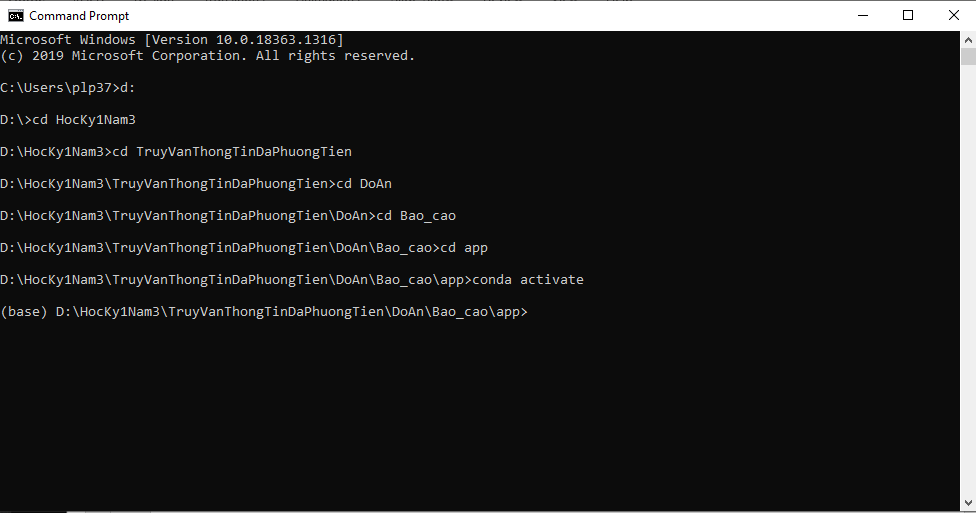 Command Prompt
Microsoft Windows [Version 10.0.18363.1316]
(c) 2019 Microsoft Corporation. All rights reserved.
C:\Users\plp37>d:
D:\>cd HocKy1Nam3
D:\HocKy1Nam3>cd TruyVanThongTinDaPhuongTien
D:\HocKy1Nam3\TruyVanThongTinDaPhuongTien>cd DoAn
D:\HocKy1Nam3\TruyVanThongTinDaPhuongTien\DoAn>cd Bao_cao
D:\HocKy1Nam3\TruyVanThongTinDaPhuongTien\DoAn\Bao_cao>cd app
D:\HocKy1Nam3\TruyVanThongTinDaPhuongTien\DoAn\Bao_cao\app>conda activate
(base) D:\HocKy1Nam3\TruyVanThongTinDaPhuongTien\DoAn\Bao_cao\app>